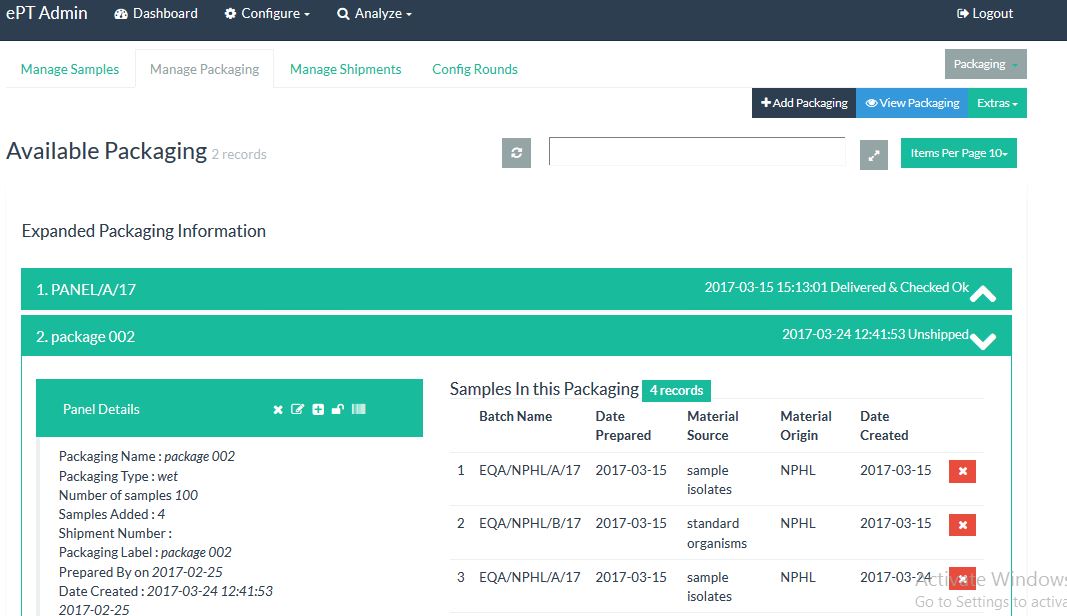 ePT Admin Dashboard Configure Analyze Logout
Manage Samples Manage Packaging Manage Shipments Config Rounds Packaging
Add Packaging View Packaging Extras
Available Packaging 2 records Items Per Page 10
Expanded Packaging Information
1. PANEL/A/17 2017-03-15 15:13:01 Delivered & Checked Ok
2. package 002 2017-03-24 12:41:53 Unshipped
Panel Details
Packaging Name : package 002
Packaging Type : wet
Number of samples 100
Samples Added : 4
Shipment Number :
Packaging Label : package 002
Prepared By on 2017-02-25
Date Created : 2017-03-24 12:41:53
2017-02-25
Samples In this Packaging 4 records
Batch Name Date Material Material Date
Prepared Source Origin Created
1 EQA/NPHL/A/17 2017-03-15 sample NPHL 2017-03-15
isolates
2 EQA/NPHL/B/17 2017-03-15 standard NPHL 2017-03-15
organisms
3 EQA/NPHL/A/17 2017-03-15 sample NPHL 2017-03-24
isolates
Activate Windows
Go to Settings to activa